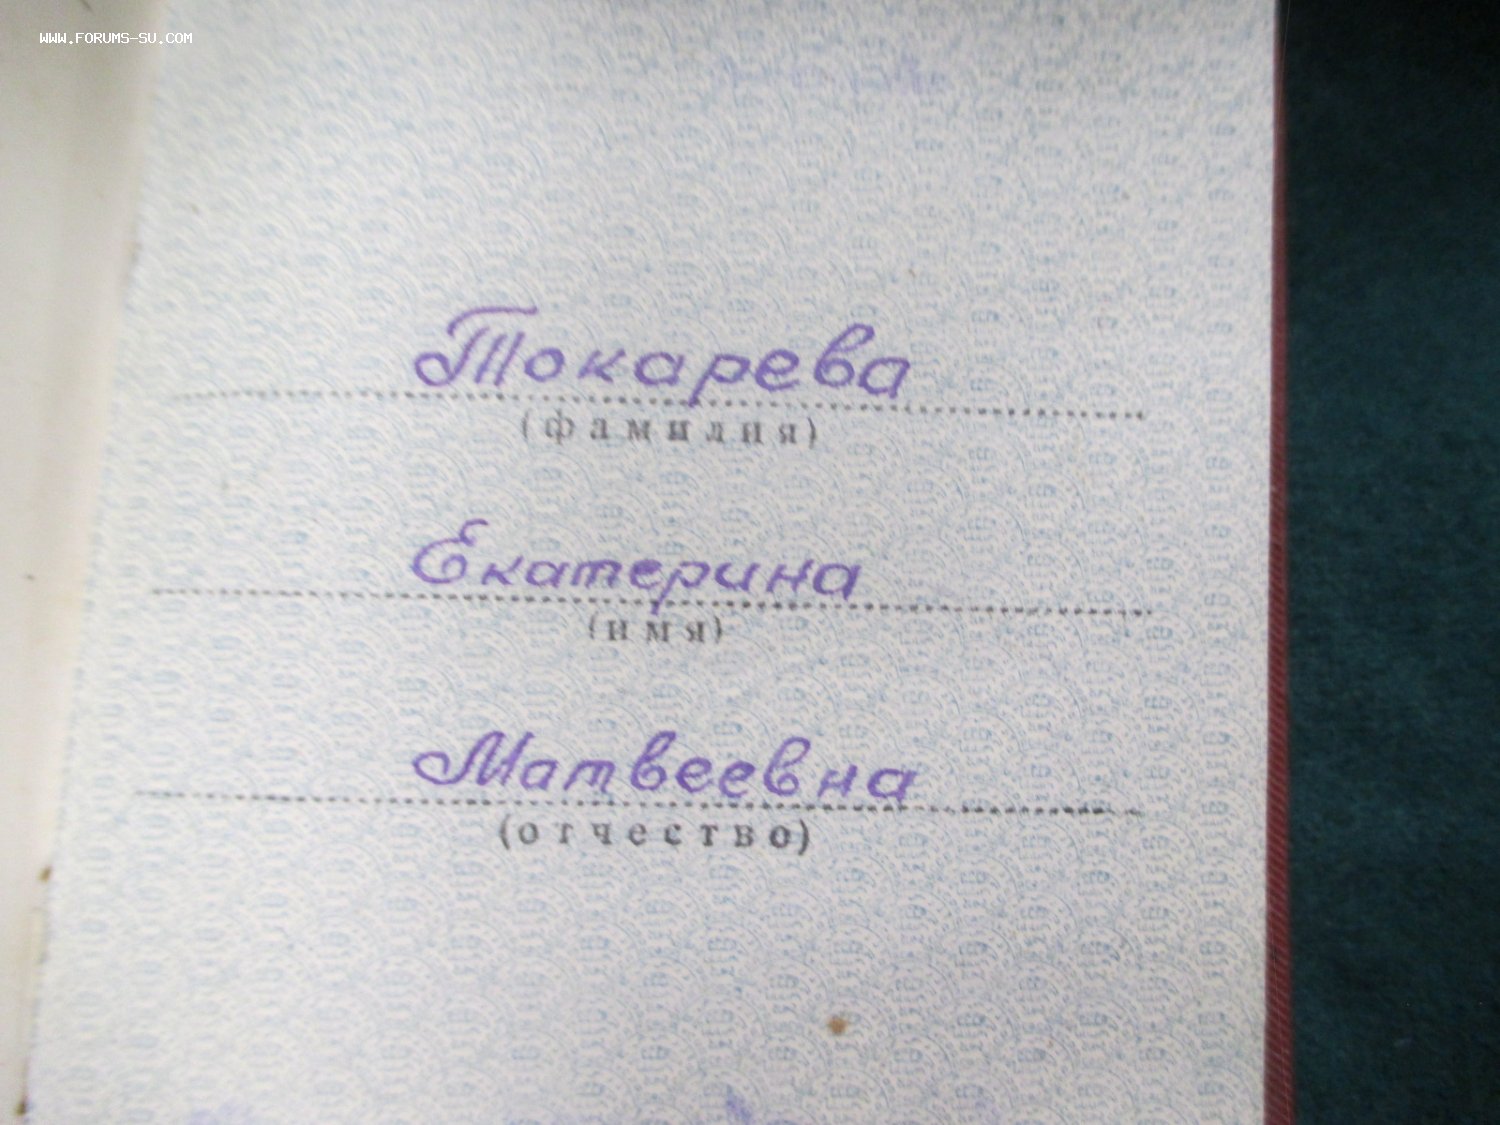 WWW.FORUMS-SU.COM
Токарева
(фамилия)
Екатерина
(имя)
Матвеевна
(отчество)